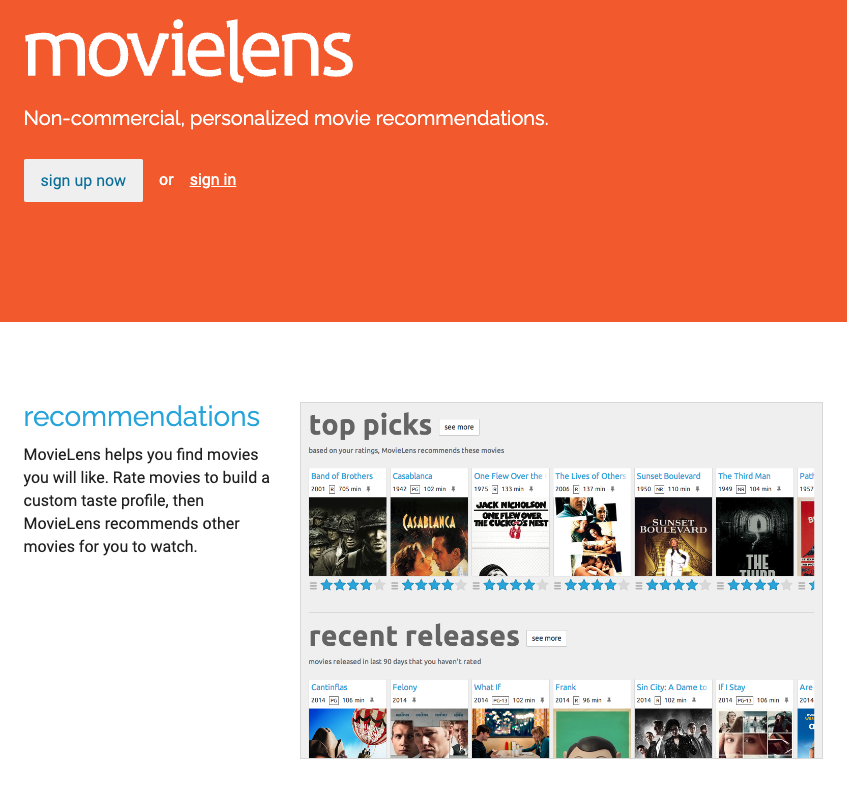 movielens
Non-commercial, personalized movie recommendations.
sign up now or sign in
recommendations
MovieLens helps you find movies
you will like. Rate movies to build a
custom taste profile, then
MovieLens recommends other
movies for you to watch.
top picks see more
based on your ratings, MovieLens recommends these movies
Band of Brothers Casablanca One Flew Over the The Lives of Others Sunset Boulevard The Third Man
2001 R 705 min 1942 PG 102 min 1975 R 133 min 2006 R 137 min 1950 NR 110 min 1949 NR 104 min 1957
CASABLANCA
JACK NICHOLSON
ONE FLEW OVER
THE CUCKOO'S NEST
SUNSET
BOULEVARD
THE
THIRD
recent releases see more
movies released in last 90 days that you haven't rated
Cantinflas Felony What If Frank Sin City: A Dame to If I Stay Are
2014 PG 106 min 2014 2014 PG-13 102 min 2014 R 96 min 2014 R 102 min 2014 PG-13 106 min 2014